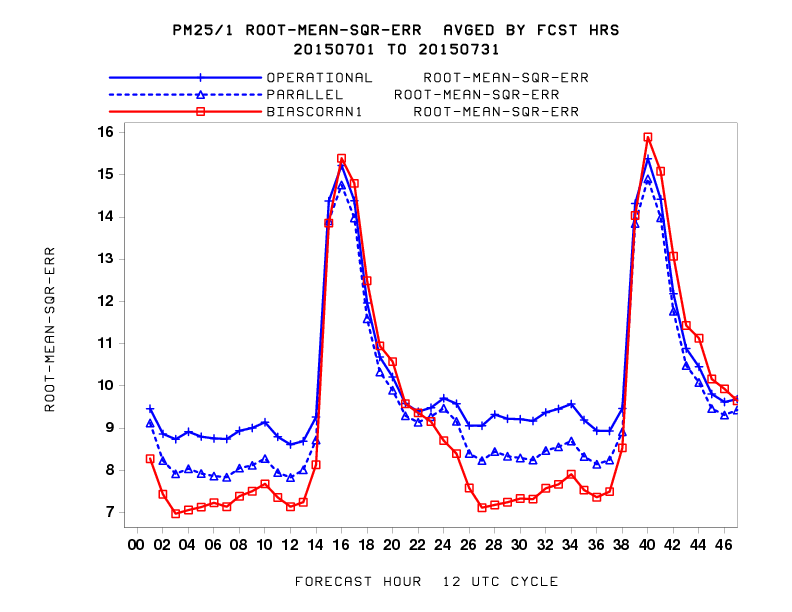 PM25/1 ROOT-MEAN-SQR-ERR  AVGED BY FCST HRS
20150701 TO 20150731
OPERATIONAL ROOT-MEAN-SQR-ERR
PARALLEL ROOT-MEAN-SQR-ERR
BIASCORAN1 ROOT-MEAN-SQR-ERR
16
15
14
13
12
11
10
9
8
7
ROOT-MEAN-SQR-ERR
00 02 04 06 08 10 12 14 16 18 20 22 24 26 28 30 32 34 36 38 40 42 44 46
FORECAST HOUR  12 UTC CYCLE